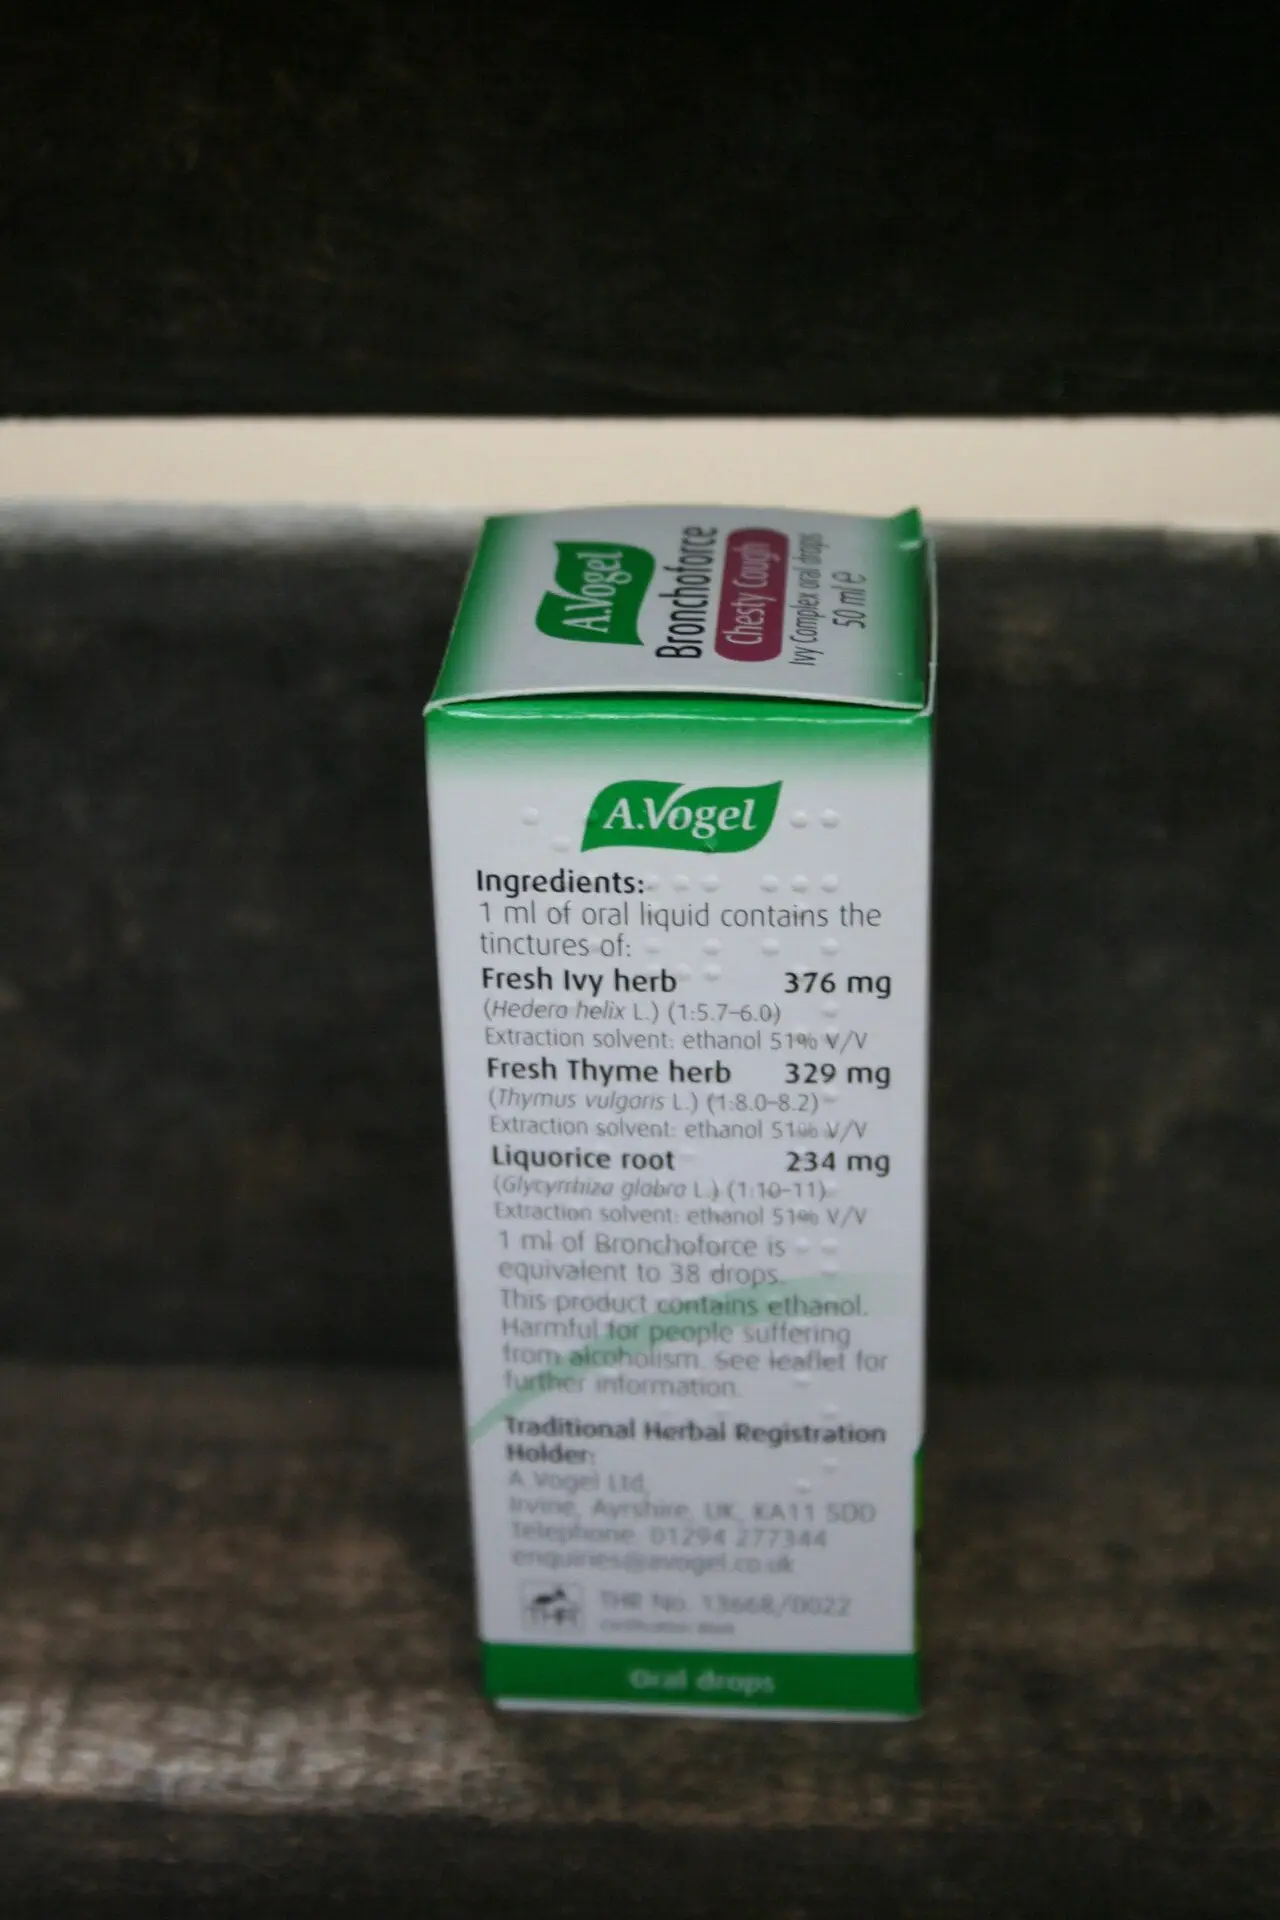 A.Vogel
Bronchoforce
Chesty Cough
Ivy Complex oral drops
50 ml e
A.Vogel
Ingredients:
1 ml of oral liquid contains the
tinctures of:
Fresh Ivy herb 376 mg
(Hedera helix L.) (1:5.7–6.0)
Extraction solvent: ethanol 51% V/V
Fresh Thyme herb 329 mg
(Thymus vulgaris L.) (1:8.0–8.2)
Extraction solvent: ethanol 51% V/V
Liquorice root 234 mg
(Glycyrrhiza glabra L.) (1:10–11)
Extraction solvent: ethanol 51% V/V
1 ml of Bronchoforce is
equivalent to 38 drops.
This product contains ethanol.
Harmful for people suffering
from alcoholism. See leaflet for
further information.
Traditional Herbal Registration
Holder:
A.Vogel Ltd,
Irvine, Ayrshire, UK, KA11 5DD
Telephone: 01294 277344
enquiries@avogel.co.uk
THR THR No. 13668/0022
Oral drops